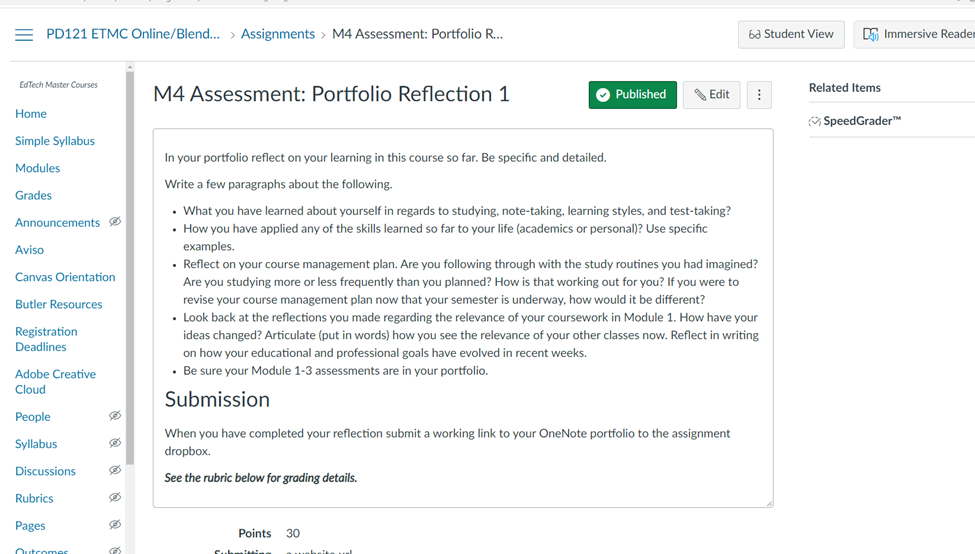 PD121 ETMC Online/Blend... > Assignments > M4 Assessment: Portfolio R...
Student View
Immersive Reader
EdTech Master Courses
Home
Simple Syllabus
Modules
Grades
Announcements
Aviso
Canvas Orientation
Butler Resources
Registration
Deadlines
Adobe Creative
Cloud
People
Syllabus
Discussions
Rubrics
Pages
Outcomes
M4 Assessment: Portfolio Reflection 1
Published
Edit
In your portfolio reflect on your learning in this course so far. Be specific and detailed.
Write a few paragraphs about the following.
• What you have learned about yourself in regards to studying, note-taking, learning styles, and test-taking?
• How you have applied any of the skills learned so far to your life (academics or personal)? Use specific
examples.
• Reflect on your course management plan. Are you following through with the study routines you had imagined?
Are you studying more or less frequently than you planned? How is that working out for you? If you were to
revise your course management plan now that your semester is underway, how would it be different?
• Look back at the reflections you made regarding the relevance of your coursework in Module 1. How have your
ideas changed? Articulate (put in words) how you see the relevance of your other classes now. Reflect in writing
on how your educational and professional goals have evolved in recent weeks.
• Be sure your Module 1-3 assessments are in your portfolio.
Submission
When you have completed your reflection submit a working link to your OneNote portfolio to the assignment
dropbox.
See the rubric below for grading details.
Points 30
Submitting a website url
Related Items
SpeedGrader™